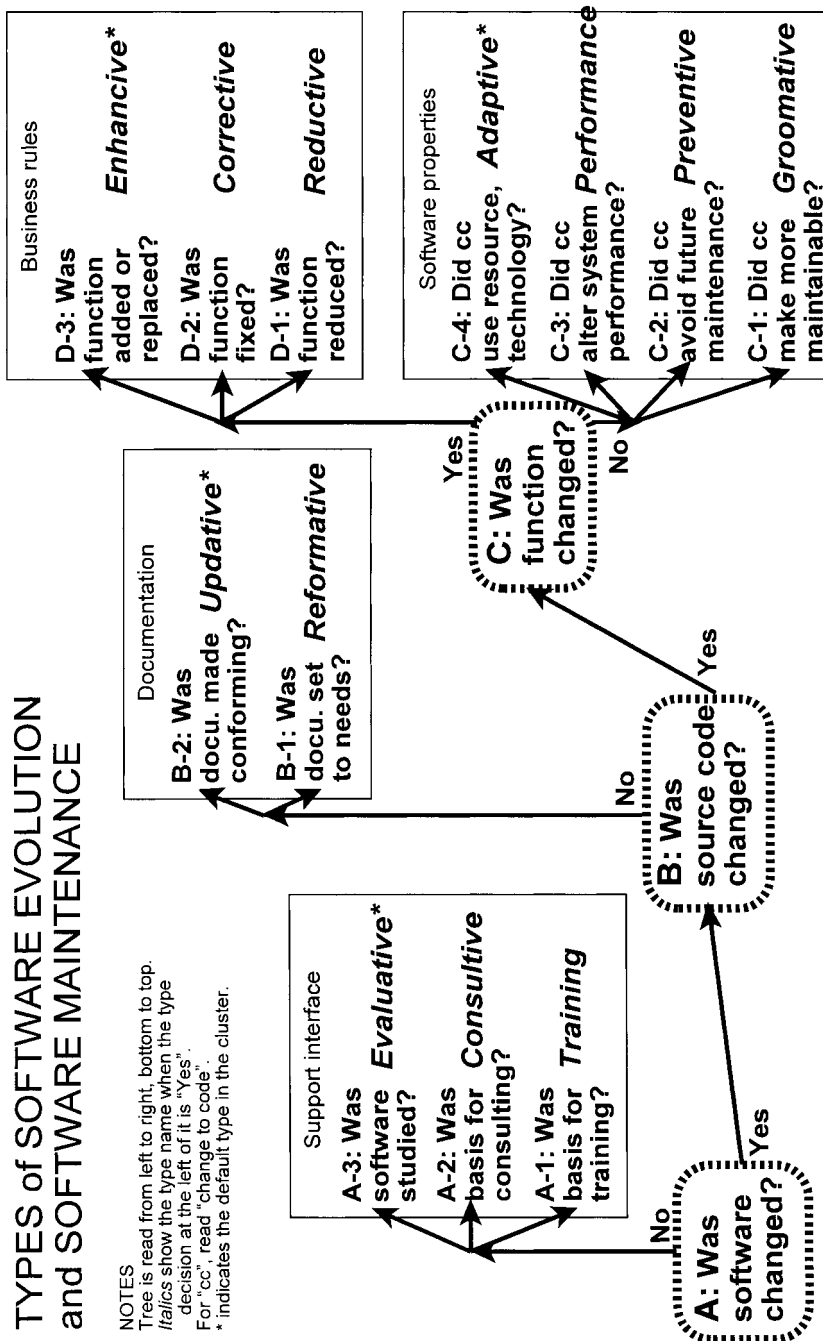 TYPES of SOFTWARE EVOLUTION
and SOFTWARE MAINTENANCE
NOTES
Tree is read from left to right, bottom to top.
Italics show the type name when the type
decision at the left of it is "Yes".
For "cc", read "change to code".
* indicates the default type in the cluster.
A: Was
software
changed?
No
Yes
Support interface
A-3: Was
software
studied?
Evaluative*
A-2: Was
basis for
consulting?
Consultive
A-1: Was
basis for
training?
Training
B: Was
source code
changed?
No
Yes
Documentation
B-2: Was
docu. made
conforming?
Updative*
B-1: Was
docu. set
to needs?
Reformative
C: Was
function
changed?
Yes
No
Business rules
D-3: Was
function
added or
replaced?
Enhancive*
D-2: Was
function
fixed?
Corrective
D-1: Was
function
reduced?
Reductive
Software properties
C-4: Did cc
use resource,
technology?
Adaptive*
C-3: Did cc
alter system
performance?
Performance
C-2: Did cc
avoid future
maintenance?
Preventive
C-1: Did cc
make more
maintainable?
Groomative